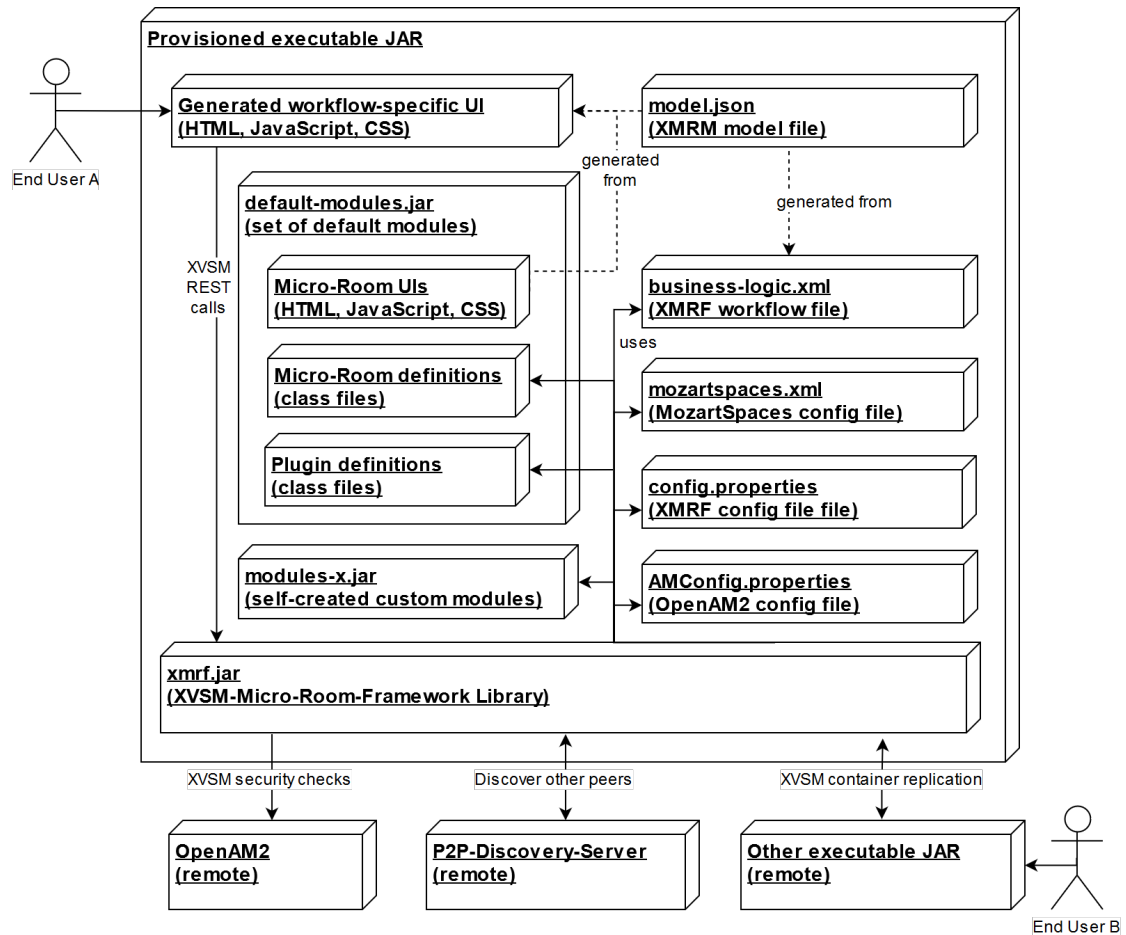 Provisioned executable JAR
Generated workflow-specific UI
(HTML, JavaScript, CSS)
model.json
(XMRM model file)
End User A
generated
from
generated from
default-modules.jar
(set of default modules)
XVSM
REST
calls
Micro-Room UIs
(HTML, JavaScript, CSS)
business-logic.xml
(XMRF workflow file)
uses
Micro-Room definitions
(class files)
mozartspaces.xml
(MozartSpaces config file)
Plugin definitions
(class files)
config.properties
(XMRF config file file)
modules-x.jar
(self-created custom modules)
AMConfig.properties
(OpenAM2 config file)
xmrf.jar
(XVSM-Micro-Room-Framework Library)
XVSM security checks
Discover other peers
XVSM container replication
OpenAM2
(remote)
P2P-Discovery-Server
(remote)
Other executable JAR
(remote)
End User B